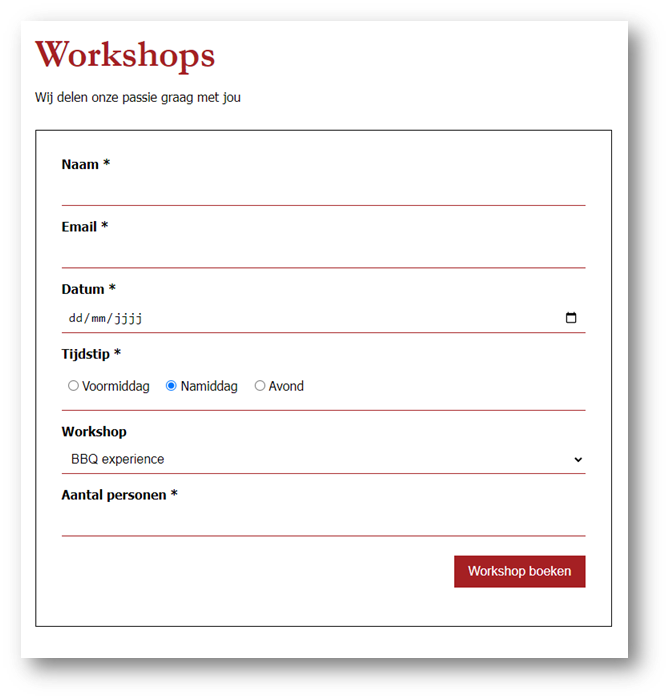 Workshops
Wij delen onze passie graag met jou
Naam *
Email *
Datum *
dd/mm/jjjj
Tijdstip *
Voormiddag Namiddag Avond
Workshop
BBQ experience
Aantal personen *
Workshop boeken